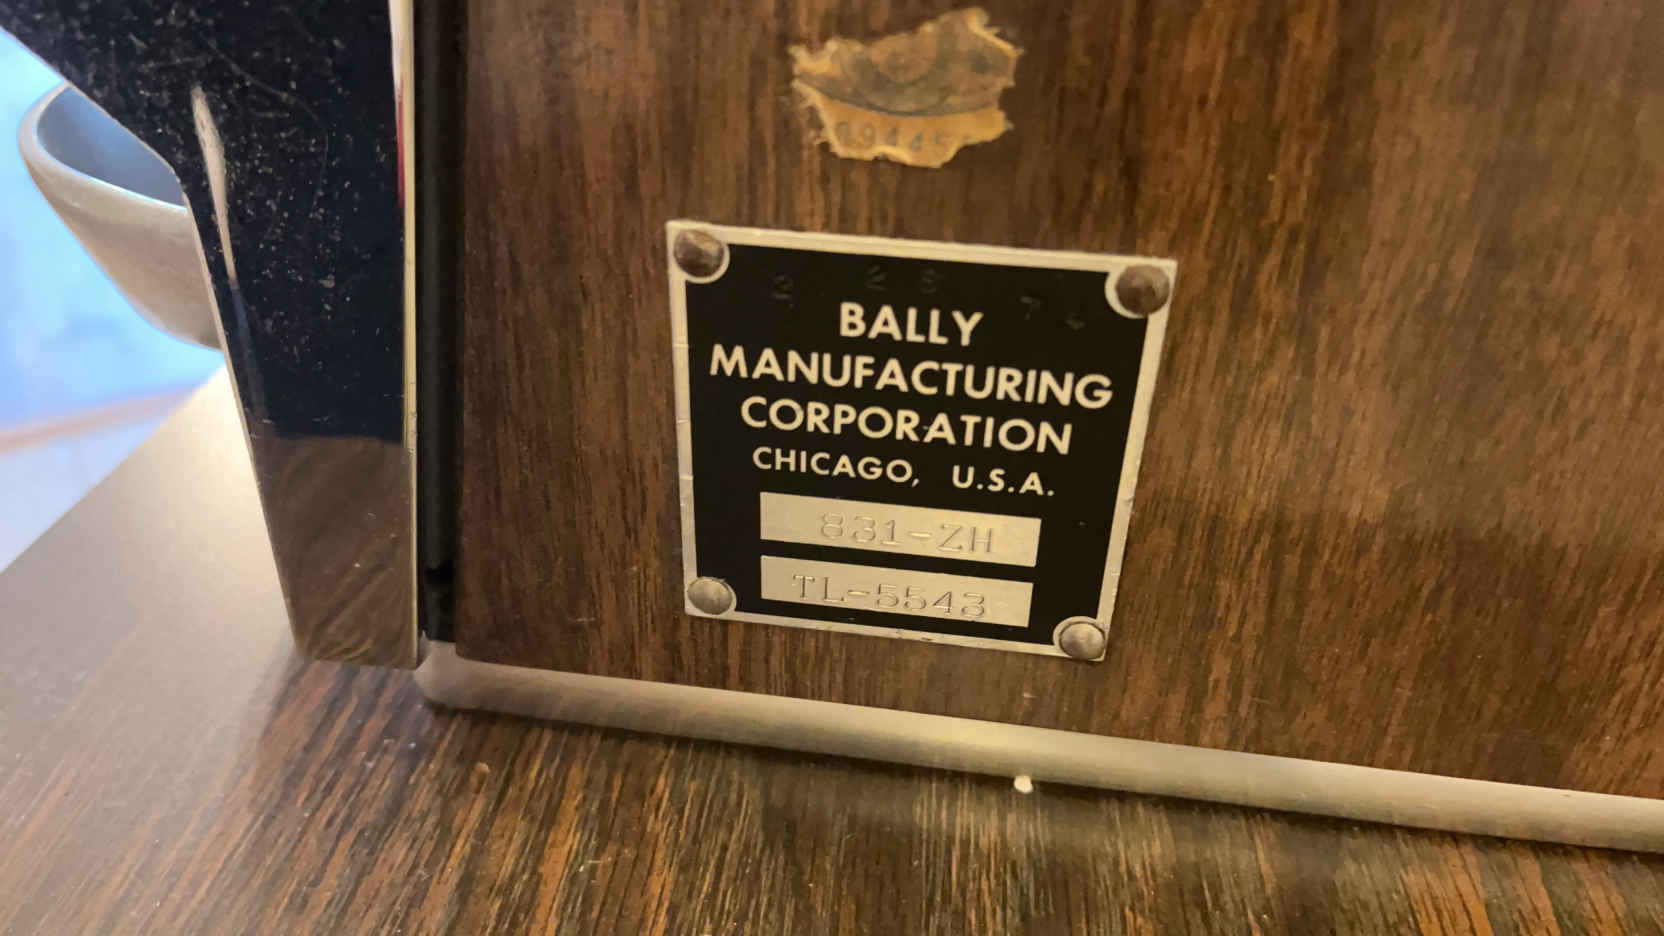 BALLY
MANUFACTURING
CORPORATION
CHICAGO, U.S.A.
831-ZH
TL-5543